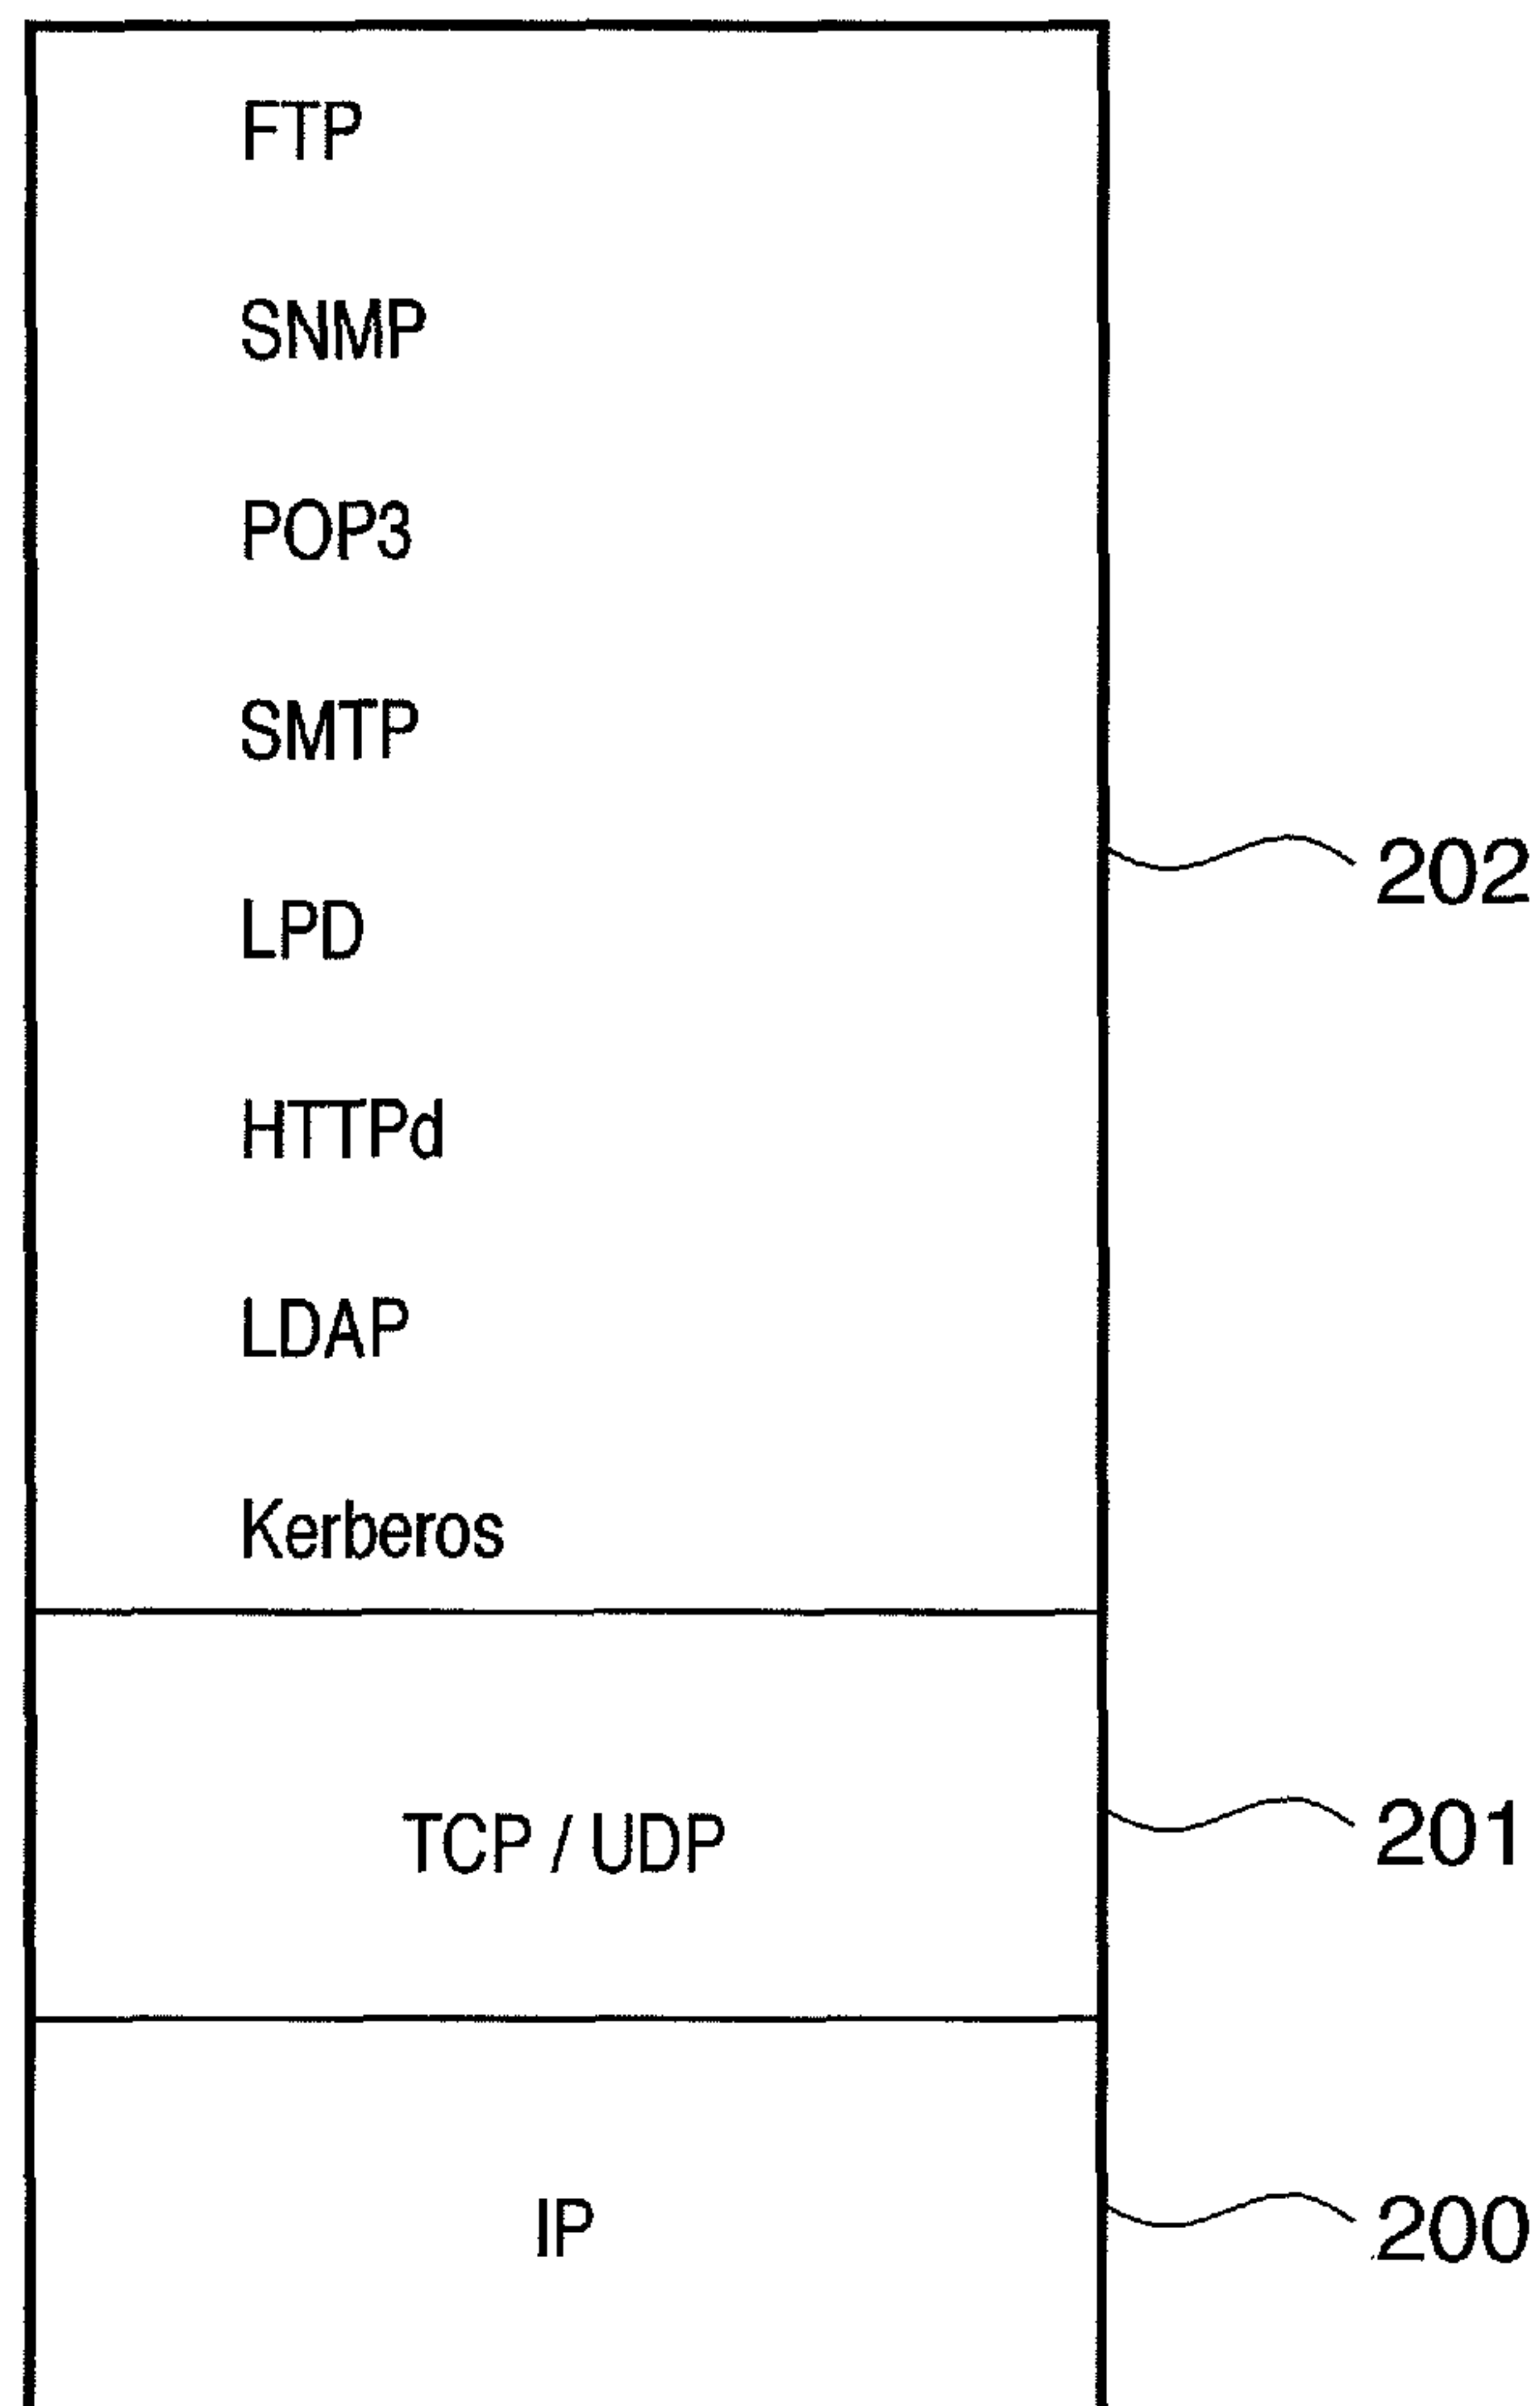 FTP
SNMP
POP3
SMTP
202
LPD
HTTPd
LDAP
Kerberos
TCP / UDP
201
IP
200